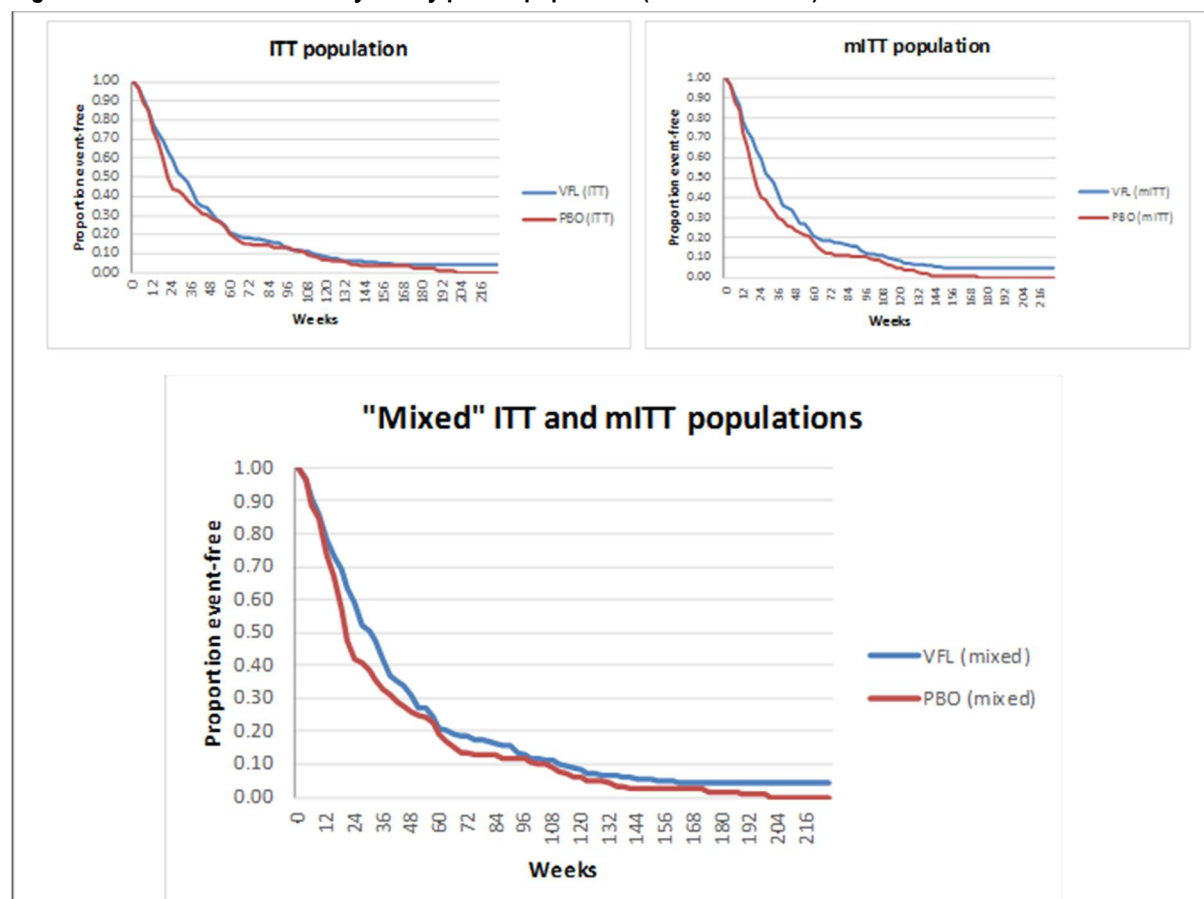 ITT population
1.00
0.90
0.80
0.70
0.60
0.50
0.40
0.30
0.20
0.10
0.00
Proportion event-free
0 12 24 36 48 60 72 84 96 108 120 132 144 156 168 180 192 204 216
Weeks
VFL (ITT)
PBO (ITT)
mITT population
1.00
0.90
0.80
0.70
0.60
0.50
0.40
0.30
0.20
0.10
0.00
Proportion event-free
0 12 24 36 48 60 72 84 96 108 120 132 144 156 168 180 192 204 216
Weeks
VFL (mITT)
PBO (mITT)
"Mixed" ITT and mITT populations
1.00
0.90
0.80
0.70
0.60
0.50
0.40
0.30
0.20
0.10
0.00
Proportion event-free
0 12 24 36 48 60 72 84 96 108 120 132 144 156 168 180 192 204 216
Weeks
VFL (mixed)
PBO (mixed)